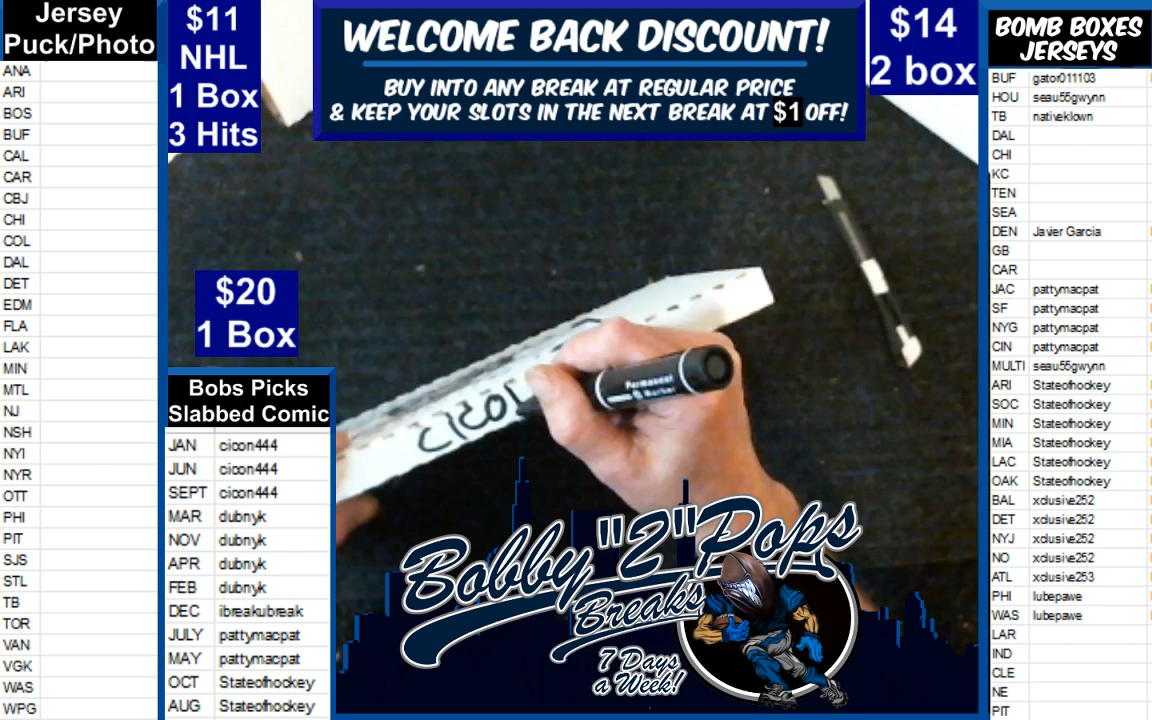 Jersey
Puck/Photo
ANA
ARI
BOS
BUF
CAL
CAR
CBJ
CHI
COL
DAL
DET
EDM
FLA
LAK
MIN
MTL
NJ
NSH
NYI
NYR
OTT
PHI
PIT
SJS
STL
TB
TOR
VAN
VGK
WAS
WPG
$11
NHL
1 Box
3 Hits
WELCOME BACK DISCOUNT!
BUY INTO ANY BREAK AT REGULAR PRICE
& KEEP YOUR SLOTS IN THE NEXT BREAK AT $1 OFF!
$14
2 box
$20
1 Box
Bobs Picks
Slabbed Comic
JAN cicon444
JUN cicon444
SEPT cicon444
MAR dubnyk
NOV dubnyk
APR dubnyk
FEB dubnyk
DEC ibreakubreak
JULY pattymacpat
MAY pattymacpat
OCT Stateofhockey
AUG Stateofhockey
Permanent
Marker
Bobby "2" Pops
Breaks
7 Days
a Week!
BOMB BOXES
JERSEYS
BUF gator011103
HOU seau55gwynn
TB nativeklown
DAL
CHI
KC
TEN
SEA
DEN Javier Garcia
GB
CAR
JAC pattymacpat
SF pattymacpat
NYG pattymacpat
CIN pattymacpat
MULTI seau55gwynn
ARI Stateofhockey
SOC Stateofhockey
MIN Stateofhockey
MIA Stateofhockey
LAC Stateofhockey
OAK Stateofhockey
BAL xclusive252
DET xclusive252
NYJ xclusive252
NO xclusive252
ATL xclusive253
PHI lubepawe
WAS lubepawe
LAR
IND
CLE
NE
PIT